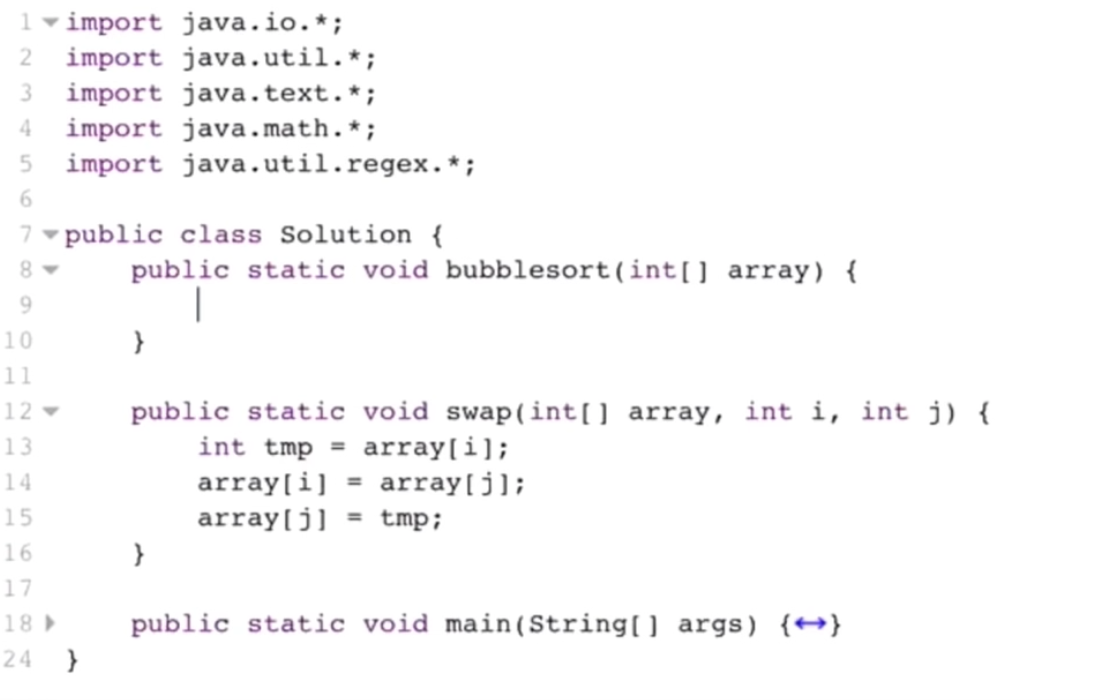 1 import java.io.*;
2 import java.util.*;
3 import java.text.*;
4 import java.math.*;
5 import java.util.regex.*;
6
7 public class Solution {
8     public static void bubblesort(int[] array) {
9
10     }
11
12     public static void swap(int[] array, int i, int j) {
13         int tmp = array[i];
14         array[i] = array[j];
15         array[j] = tmp;
16     }
17
18     public static void main(String[] args) {↔}
24 }